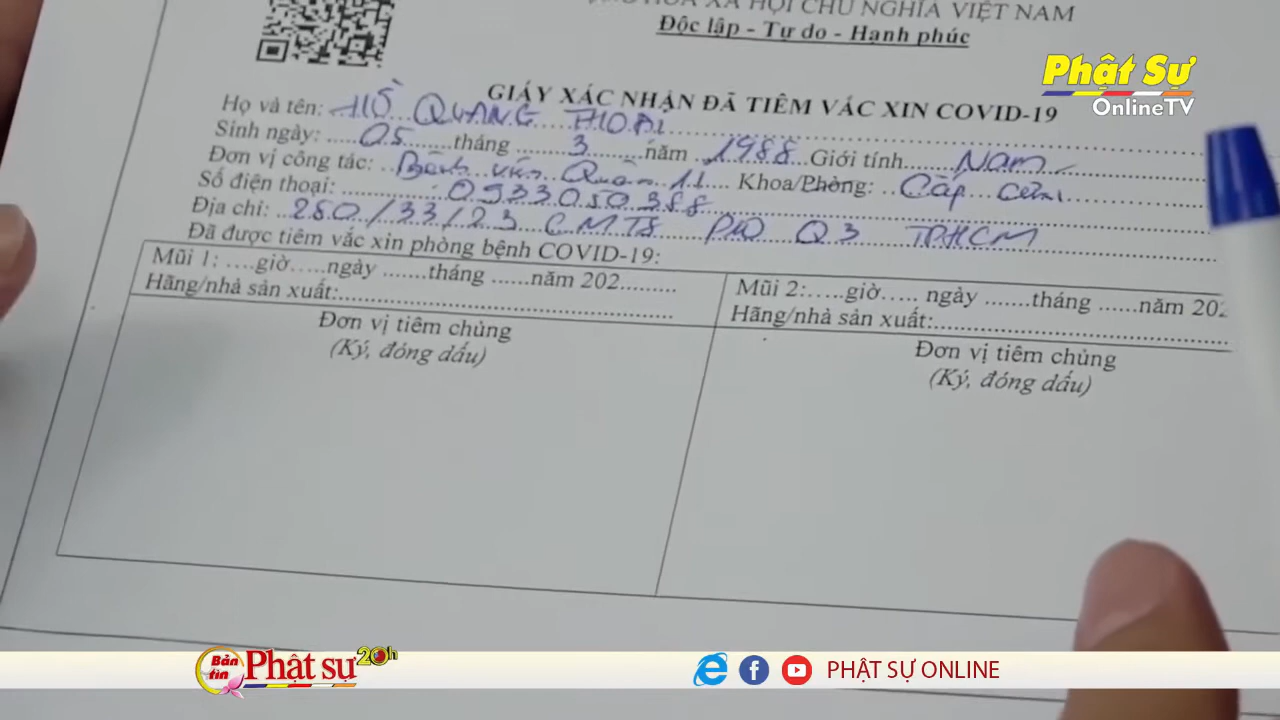 HỘI CHỦ NGHĨA VIỆT NAM
Độc lập - Tự do - Hạnh phúc
Phật Sự
OnlineTV
GIẤY XÁC NHẬN ĐÃ TIÊM VẮC XIN COVID-19
Họ và tên: HỒ QUANG THOẠI
Sinh ngày: 05 tháng 3 năm 1988 Giới tính Nam
Đơn vị công tác: Bệnh viện Quận 11 Khoa/Phòng: Cấp cứu
Số điện thoại: 0933050388
Địa chỉ: 280/33/23 CMT8 P10 Q3 TPHCM
Đã được tiêm vắc xin phòng bệnh COVID-19:
Mũi 1: ....giờ.....ngày .......tháng ......năm 202.........
Hãng/nhà sản xuất:
Đơn vị tiêm chủng
(Ký, đóng dấu)
Mũi 2:.....giờ..... ngày .......tháng ......năm 202
Hãng/nhà sản xuất:
Đơn vị tiêm chủng
(Ký, đóng dấu)
Bản tin Phật sự 20h
PHẬT SỰ ONLINE